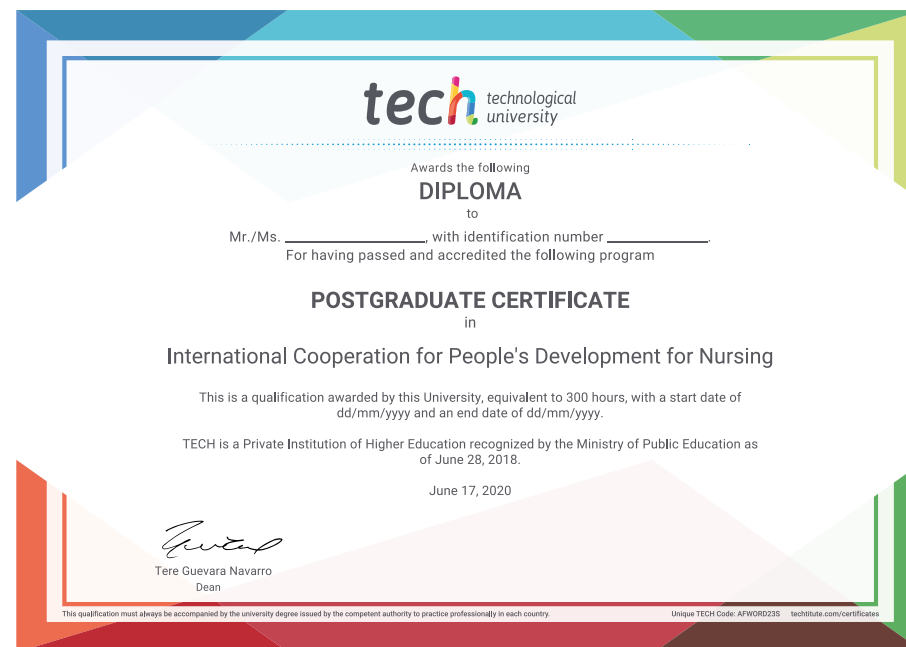 tech technological
university
Awards the following
DIPLOMA
to
Mr./Ms. ____________________, with identification number ______________.
For having passed and accredited the following program
POSTGRADUATE CERTIFICATE
in
International Cooperation for People's Development for Nursing
This is a qualification awarded by this University, equivalent to 300 hours, with a start date of
dd/mm/yyyy and an end date of dd/mm/yyyy.
TECH is a Private Institution of Higher Education recognized by the Ministry of Public Education as
of June 28, 2018.
June 17, 2020
Tere Guevara Navarro
Dean
This qualification must always be accompanied by the university degree issued by the competent authority to practice professionally in each country. Unique TECH Code: AFWORD23S techtitute.com/certificates